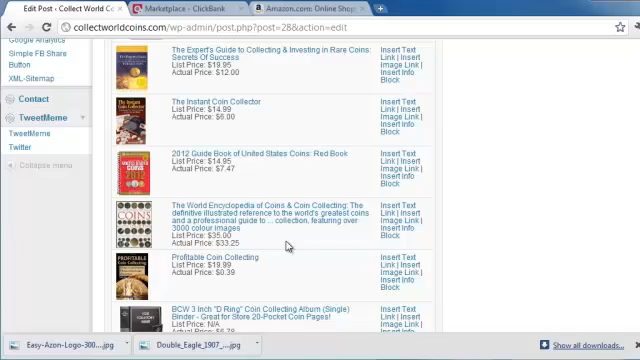 Edit Post ‹ Collect World Co
Marketplace - ClickBank
Amazon.com: Online Shop
collectworldcoins.com/wp-admin/post.php?post=28&action=edit
Google Analytics
Simple FB Share
Button
XML-Sitemap
Contact
TweetMeme
TweetMeme
Twitter
Collapse menu
The Expert's Guide to Collecting & Investing in Rare Coins:
Secrets Of Success
List Price: $19.95
Actual Price: $12.00
Insert Text
Link | Insert
Image Link |
Insert Info
Block
The Instant Coin Collector
List Price: $14.99
Actual Price: $6.00
Insert Text
Link | Insert
Image Link |
Insert Info
Block
2012 Guide Book of United States Coins: Red Book
List Price: $14.95
Actual Price: $7.47
Insert Text
Link | Insert
Image Link |
Insert Info
Block
The World Encyclopedia of Coins & Coin Collecting: The
definitive illustrated reference to the world's greatest coins
and a professional guide to ... collection, featuring over
3000 colour images
List Price: $35.00
Actual Price: $33.25
Insert Text
Link | Insert
Image Link |
Insert Info
Block
Profitable Coin Collecting
List Price: $19.99
Actual Price: $0.39
Insert Text
Link | Insert
Image Link |
Insert Info
Block
BCW 3 Inch "D Ring" Coin Collecting Album (Single)
Binder - Great for Store 20-Pocket Coin Pages!
List Price: N/A
Actual Price: $6.78
Insert Text
Link | Insert
Image Link |
COINS
2012
PROFITABLE
Easy-Azon-Logo-300....jpg
Double_Eagle_1907_....jpg
Show all downloads...